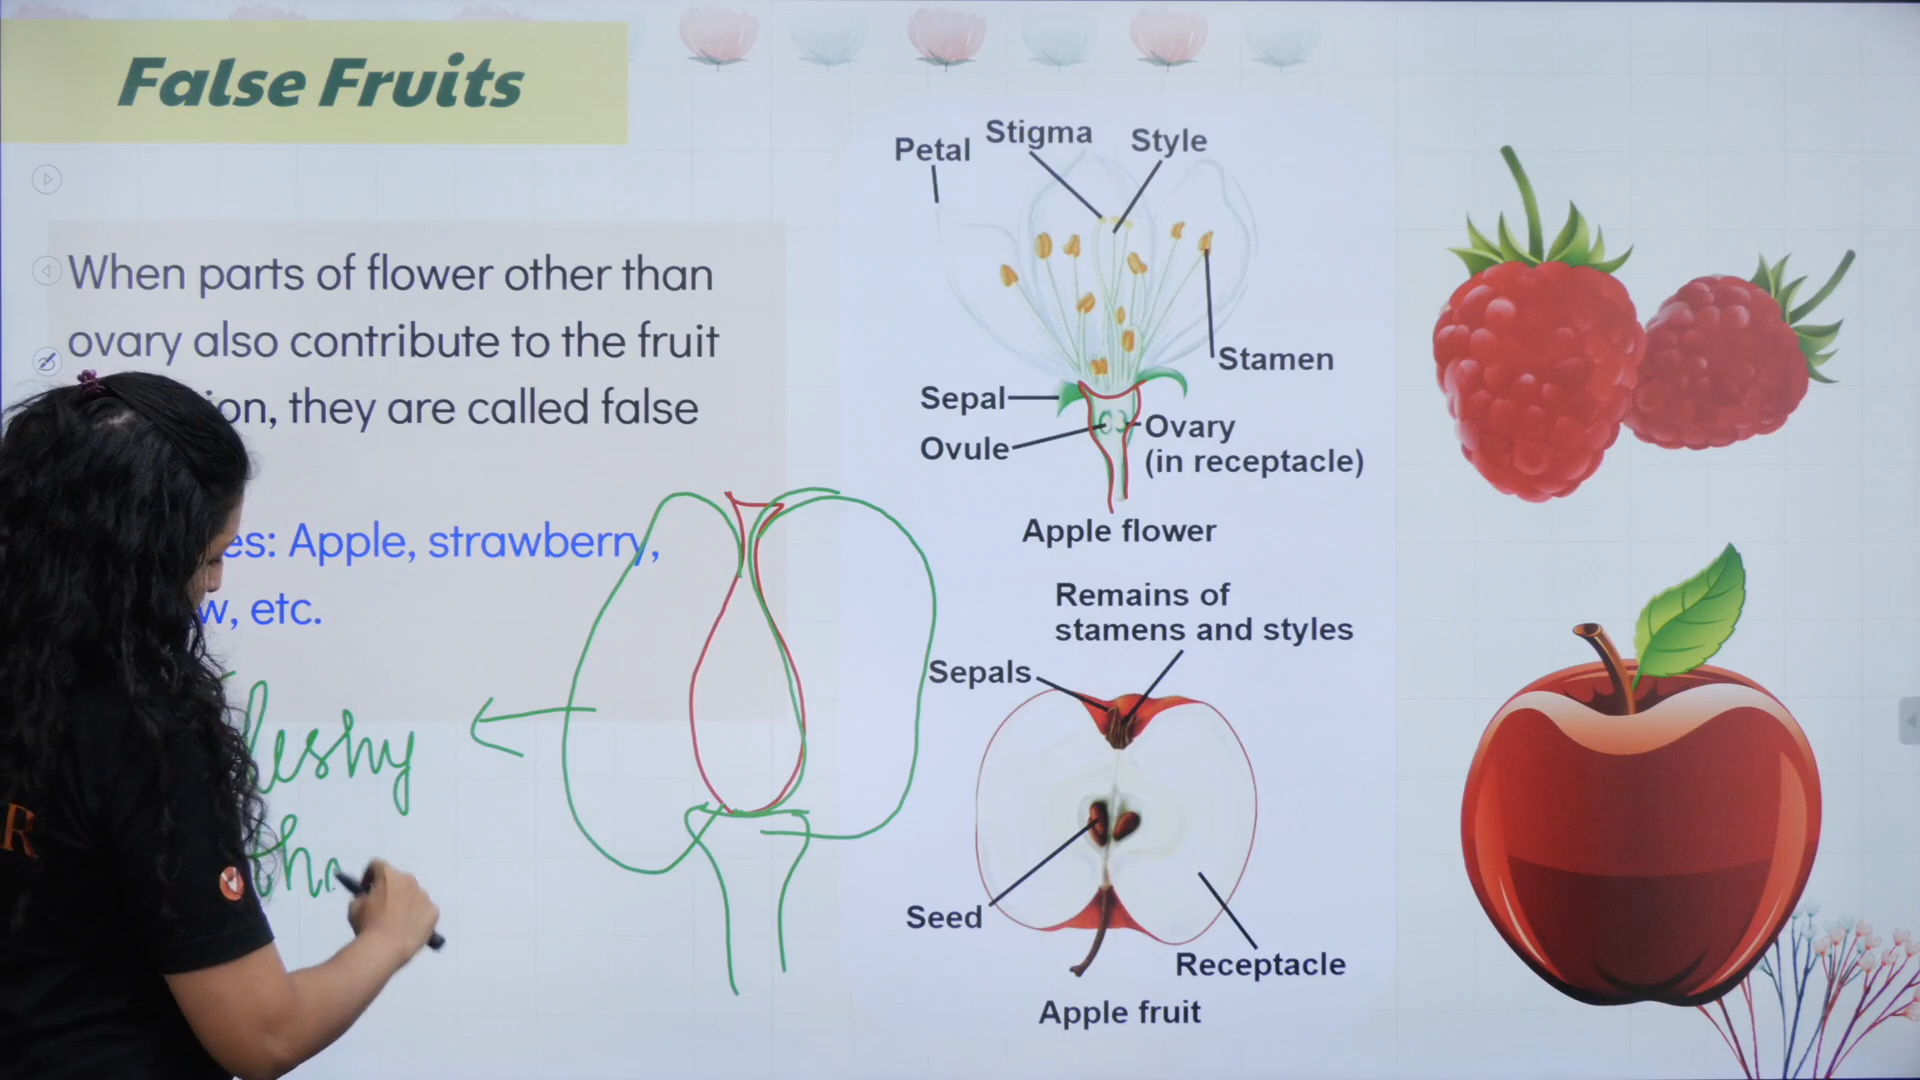 False Fruits
When parts of flower other than
ovary also contribute to the fruit
ion, they are called false
es: Apple, strawberry,
w, etc.
leshy
tha
Petal
Stigma
Style
Stamen
Sepal
Ovule
Ovary
(in receptacle)
Apple flower
Remains of
stamens and styles
Sepals
Seed
Receptacle
Apple fruit
R